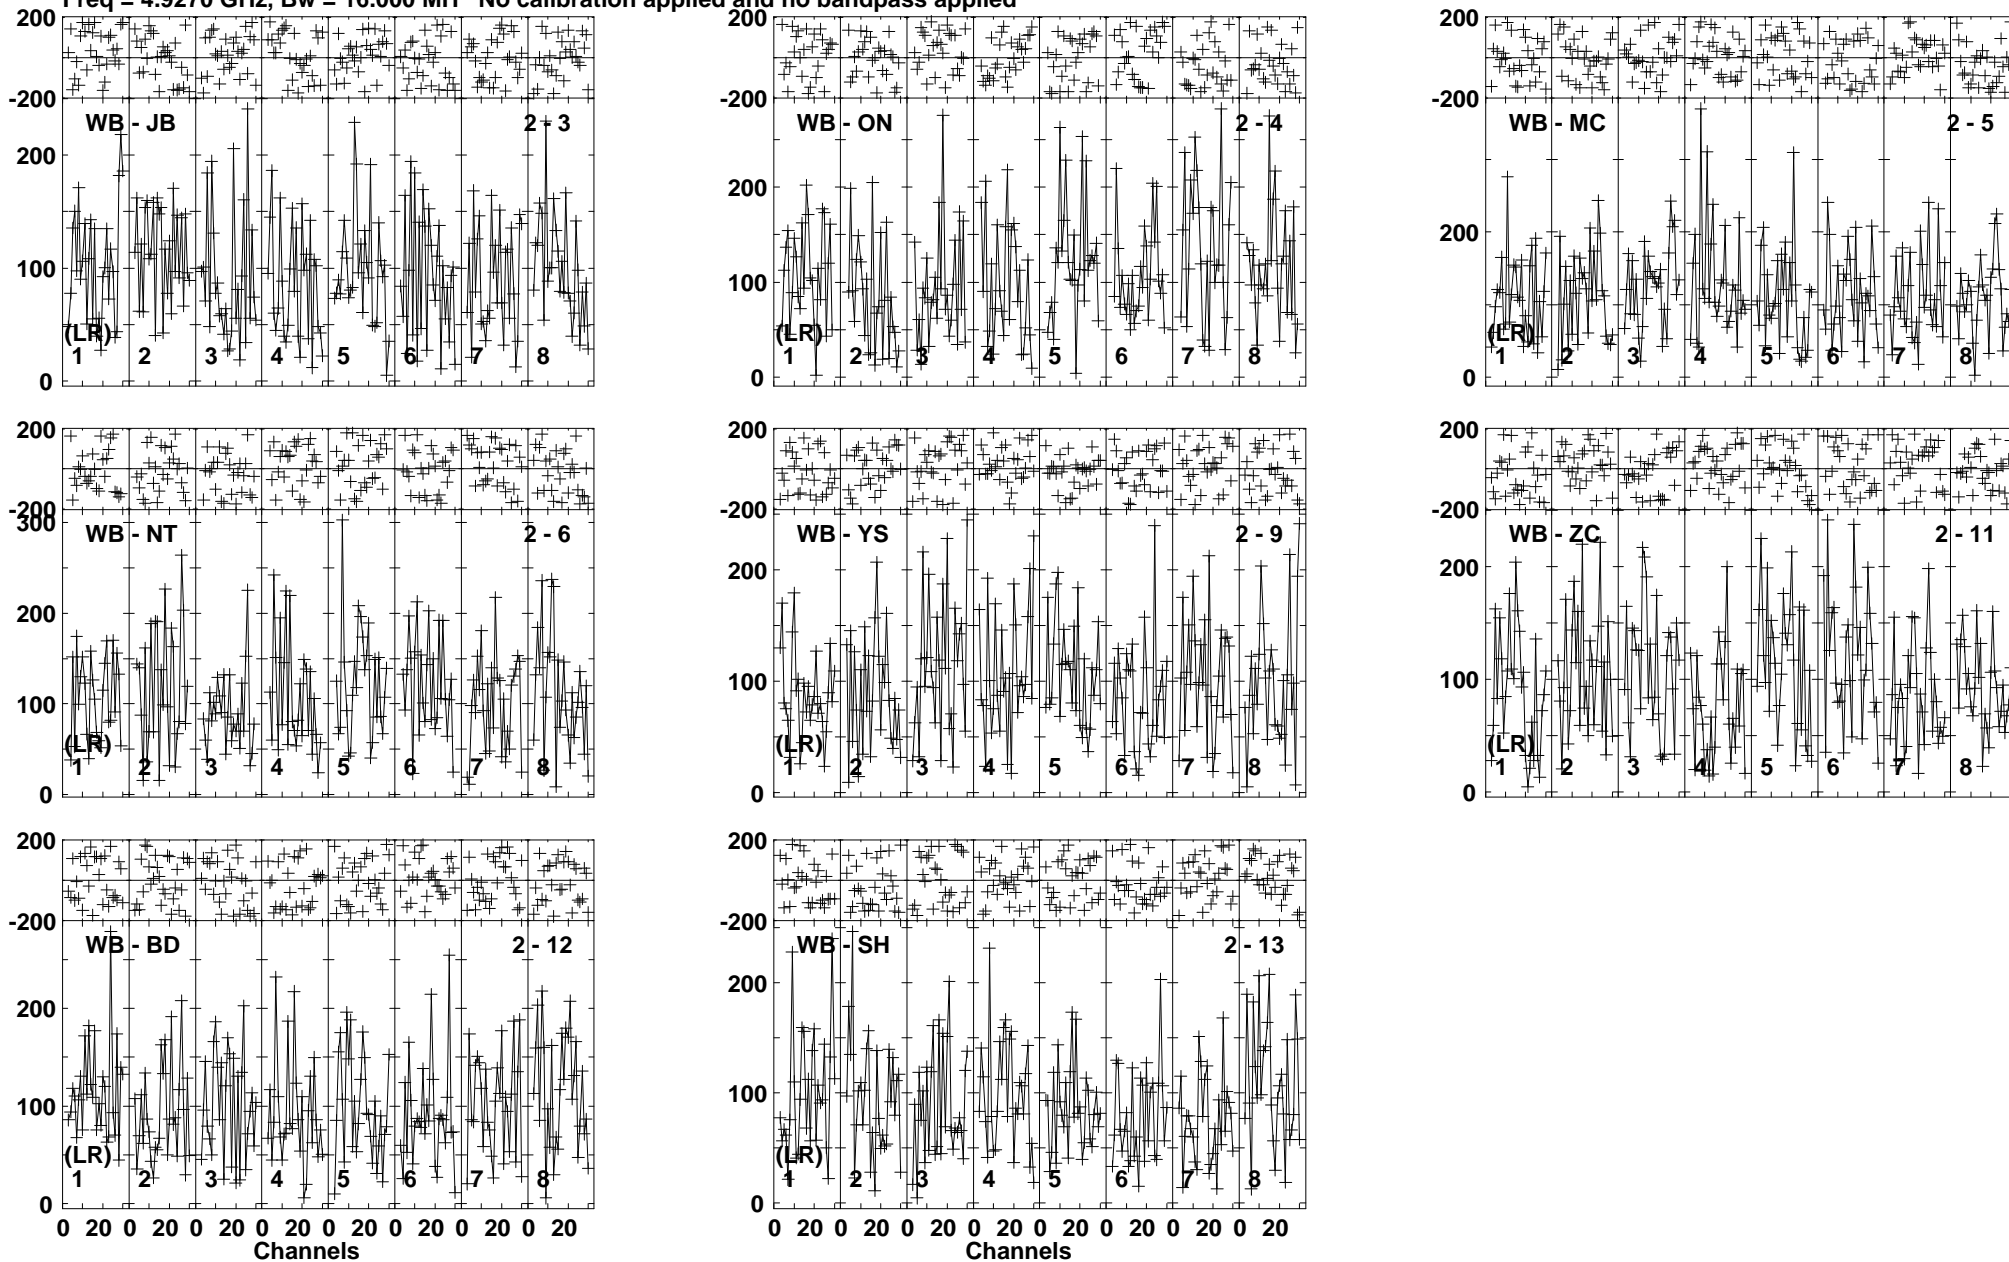 Freq = 4.9270 GHz, Bw = 16.000 MH No calibration applied and no bandpass applied
200 200 200
-200 -200 -200
WB - JB 2 - 3 WB - ON 2 - 4 WB - MC 2 - 5
200 200 200
100 100
(LR) (LR) (LR)
1 2 3 4 5 6 7 8 1 2 3 4 5 6 7 8 1 2 3 4 5 6 7 8
0 0 0
200 200 200
-200 -200 -200
300
WB - NT 2 - 6 WB - YS 2 - 9 WB - ZC 2 - 11
200 200 200
100 100 100
(LR) (LR) (LR)
1 2 3 4 5 6 7 8 1 2 3 4 5 6 7 8 1 2 3 4 5 6 7 8
0 0 0
200 200
-200 -200
WB - BD 2 - 12 WB - SH 2 - 13
200 200
100 100
(LR) (LR)
1 2 3 4 5 6 7 8 1 2 3 4 5 6 7 8
0 0
0 20 0 20 0 20 0 20 0 20 0 20 0 20 0 20 0 20 0 20 0 20 0 20 0 20 0 20 0 20 0 20
Channels Channels